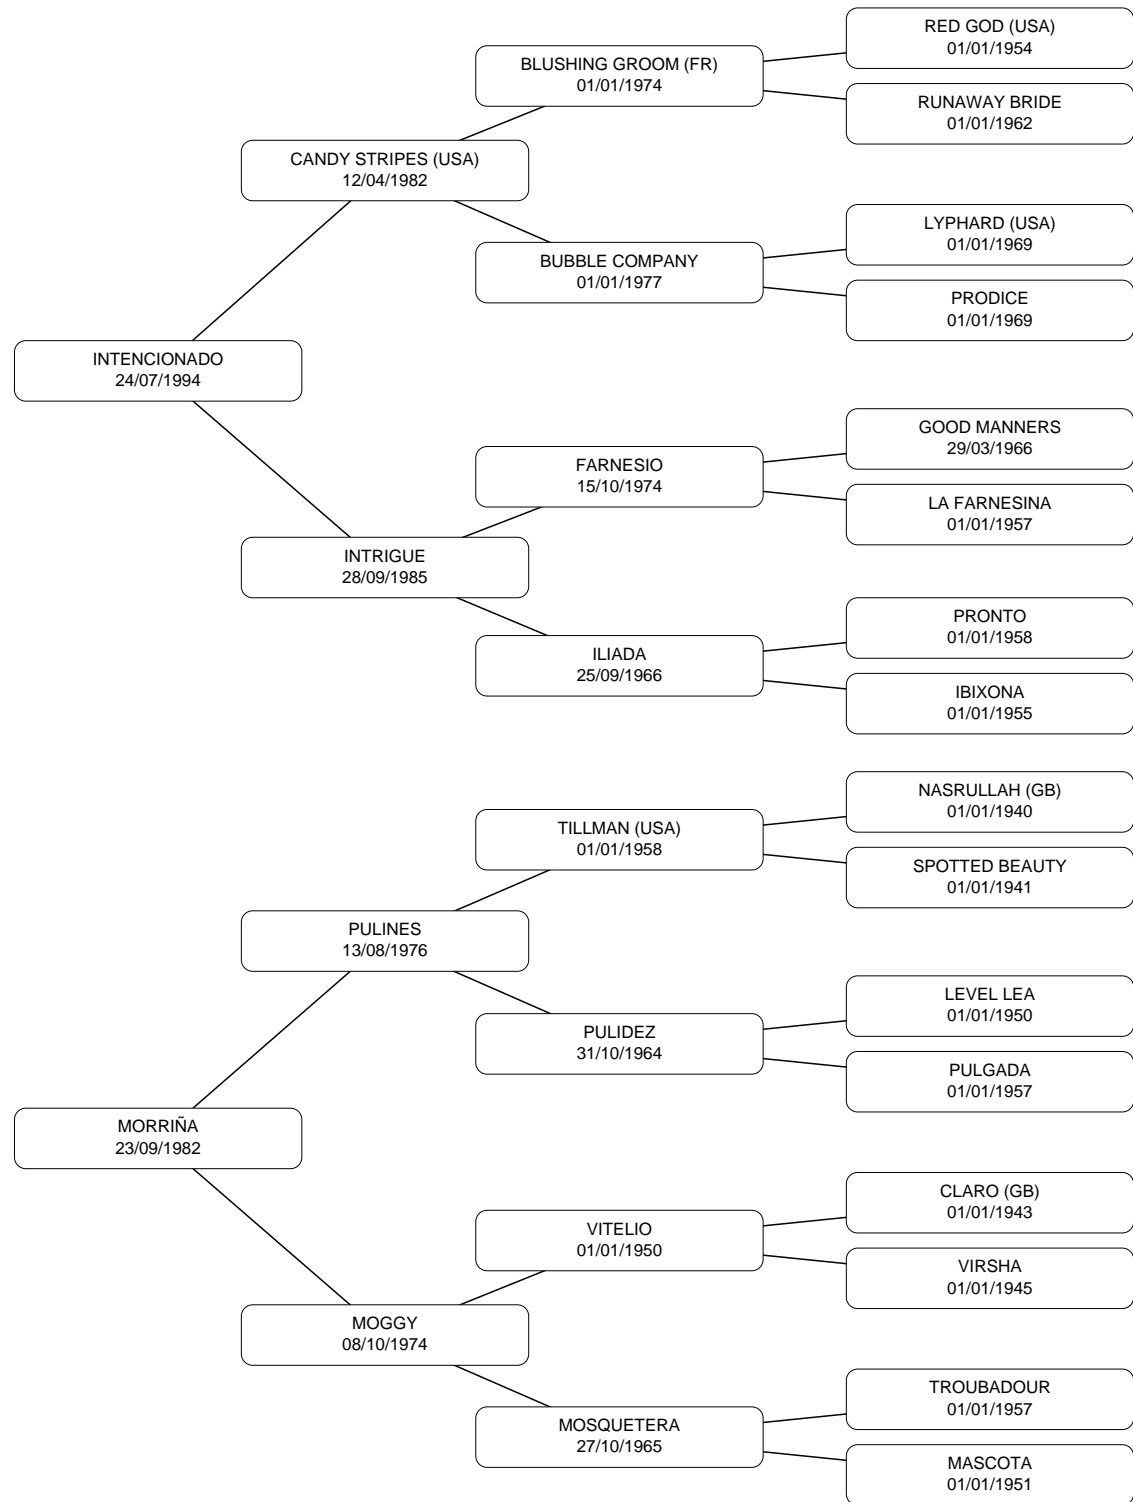 RED GOD (USA)
01/01/1954
BLUSHING GROOM (FR)
01/01/1974
RUNAWAY BRIDE
01/01/1962
CANDY STRIPES (USA)
12/04/1982
LYPHARD (USA)
01/01/1969
BUBBLE COMPANY
01/01/1977
PRODICE
01/01/1969
INTENCIONADO
24/07/1994
GOOD MANNERS
29/03/1966
FARNESIO
15/10/1974
LA FARNESINA
01/01/1957
INTRIGUE
28/09/1985
PRONTO
01/01/1958
ILIADA
25/09/1966
IBIXONA
01/01/1955
NASRULLAH (GB)
01/01/1940
TILLMAN (USA)
01/01/1958
SPOTTED BEAUTY
01/01/1941
PULINES
13/08/1976
LEVEL LEA
01/01/1950
PULIDEZ
31/10/1964
PULGADA
01/01/1957
MORRIÑA
23/09/1982
CLARO (GB)
01/01/1943
VITELIO
01/01/1950
VIRSHA
01/01/1945
MOGGY
08/10/1974
TROUBADOUR
01/01/1957
MOSQUETERA
27/10/1965
MASCOTA
01/01/1951